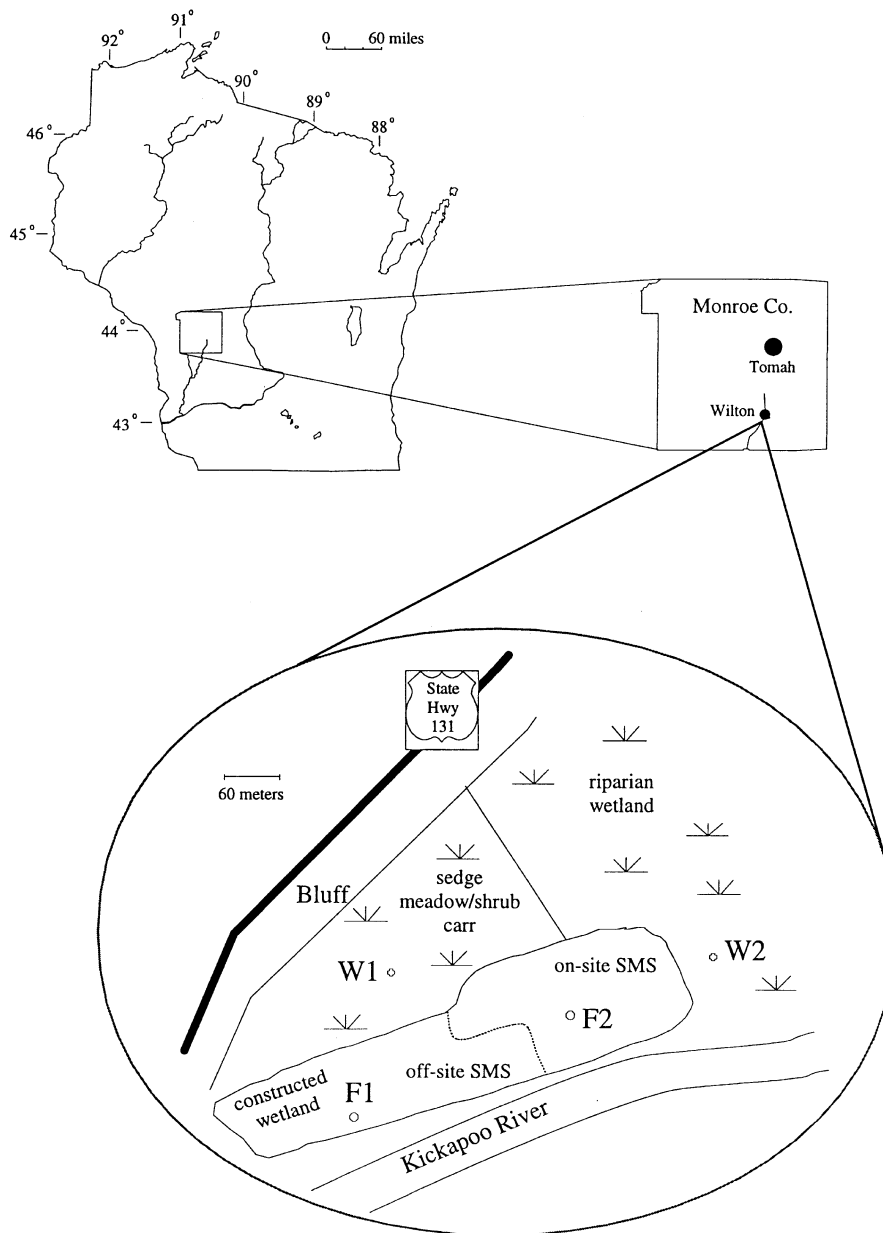 91°
92°
0 60 miles
90°
89°
88°
46°
45°
44°
43°
Monroe Co.
Tomah
Wilton
State
Hwy
131
60 meters
riparian
wetland
Bluff
sedge
meadow/shrub
carr
W1
W2
on-site SMS
F2
off-site SMS
constructed
wetland
F1
Kickapoo River